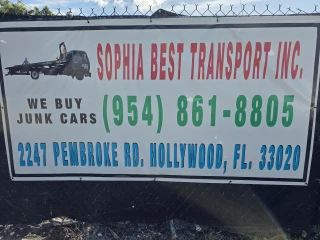 SOPHIA BEST TRANSPORT INC.
WE BUY
JUNK CARS
(954) 861-8805
2247 PEMBROKE RD. HOLLYWOOD, FL. 33020